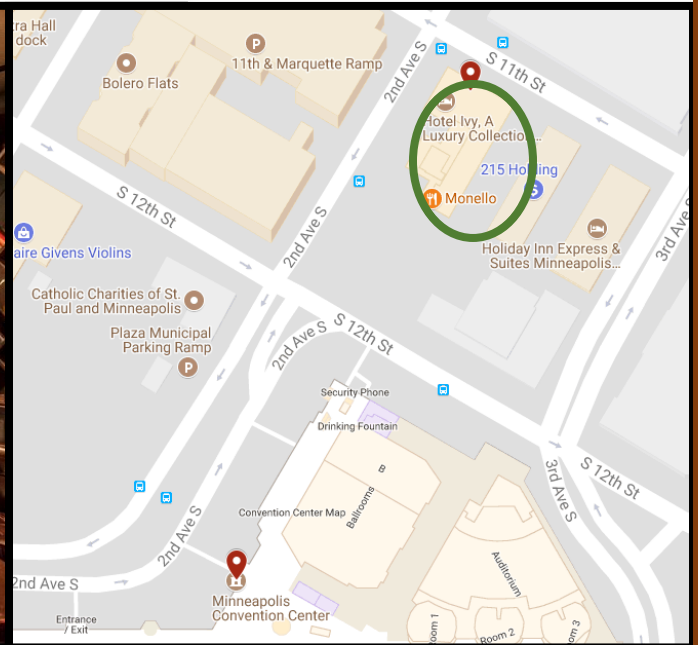 tra Hall
dock
Bolero Flats
11th & Marquette Ramp
2nd Ave S
S 11th St
Hotel Ivy, A
Luxury Collection...
215 Holding
Monello
Holiday Inn Express &
Suites Minneapolis...
3rd Ave S
S 12th St
2nd Ave S
aire Givens Violins
Catholic Charities of St.
Paul and Minneapolis
Plaza Municipal
Parking Ramp
P
P
2nd Ave S
S 12th St
Security Phone
Drinking Fountain
B
Ballrooms
Convention Center Map
S 12th St
3rd Ave S
Auditorium
2nd Ave S
2nd Ave S
Minneapolis
Convention Center
Entrance
/ Exit
oom 1
Room 2
oom 3